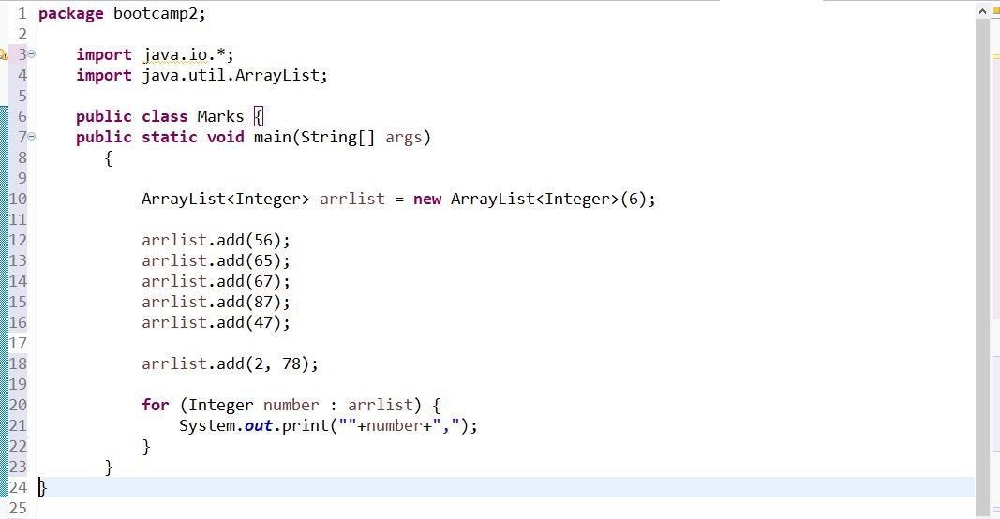 1 package bootcamp2;
2
3 import java.io.*;
4 import java.util.ArrayList;
5
6 public class Marks {
7 public static void main(String[] args)
8 {
9
10 ArrayList<Integer> arrlist = new ArrayList<Integer>(6);
11
12 arrlist.add(56);
13 arrlist.add(65);
14 arrlist.add(67);
15 arrlist.add(87);
16 arrlist.add(47);
17
18 arrlist.add(2, 78);
19
20 for (Integer number : arrlist) {
21 System.out.print(""+number+",");
22 }
23 }
24 }
25